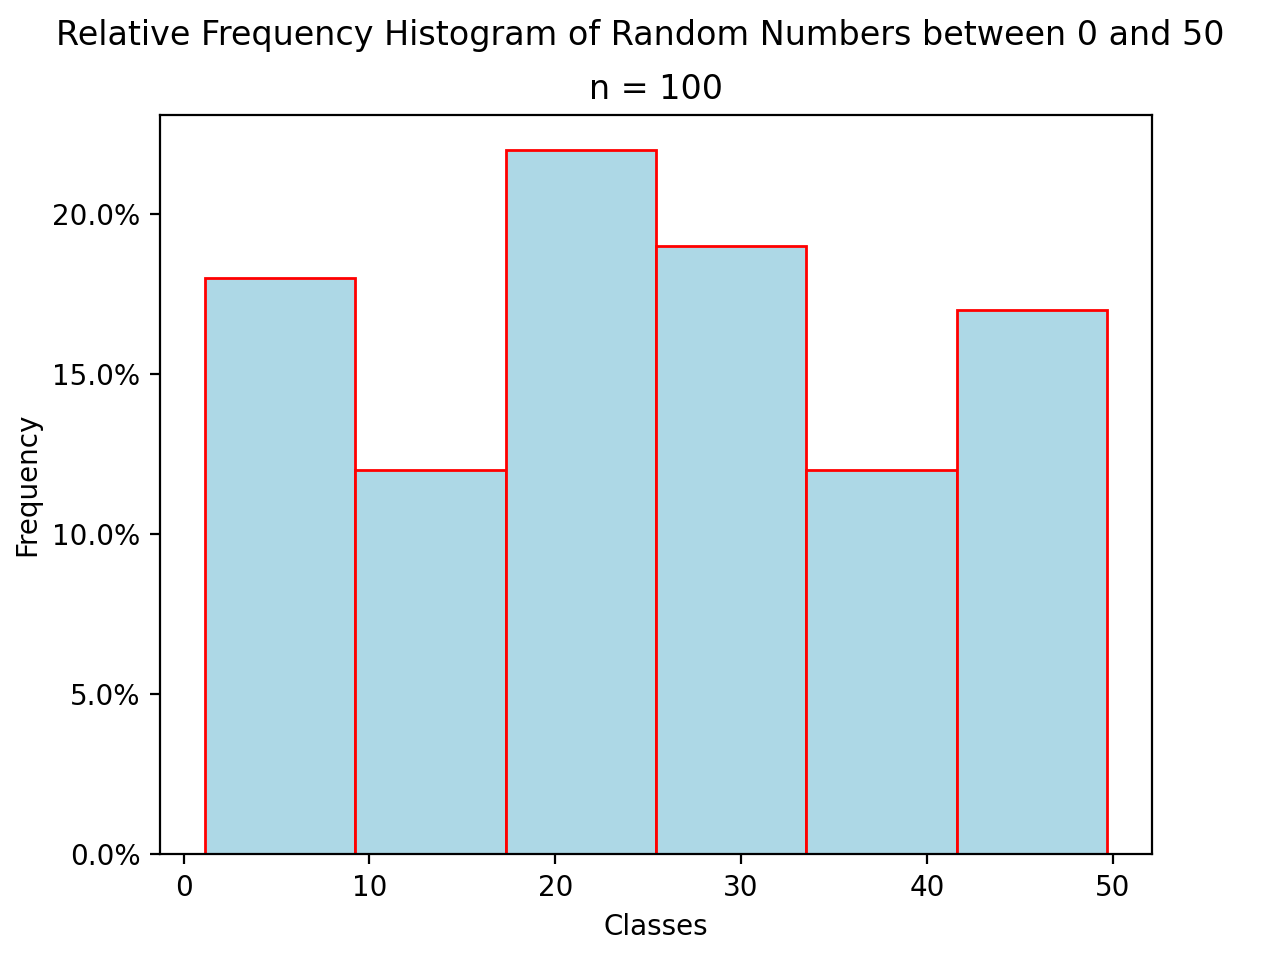 Relative Frequency Histogram of Random Numbers between 0 and 50
n = 100
20.0%
15.0%
10.0%
5.0%
0.0%
Frequency
0 10 20 30 40 50
Classes